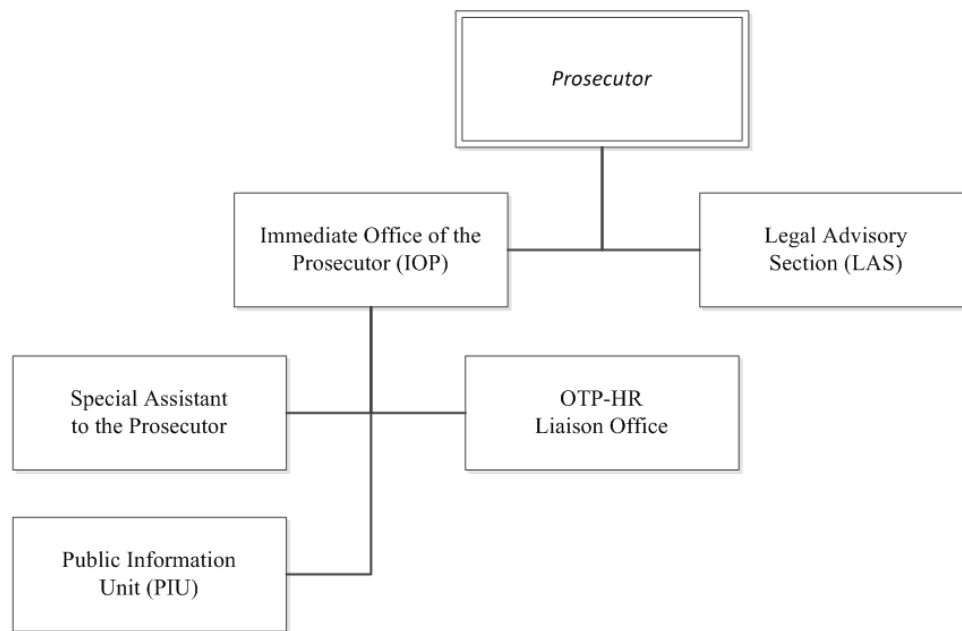 Prosecutor
Immediate Office of the
Prosecutor (IOP)
Legal Advisory
Section (LAS)
Special Assistant
to the Prosecutor
OTP-HR
Liaison Office
Public Information
Unit (PIU)